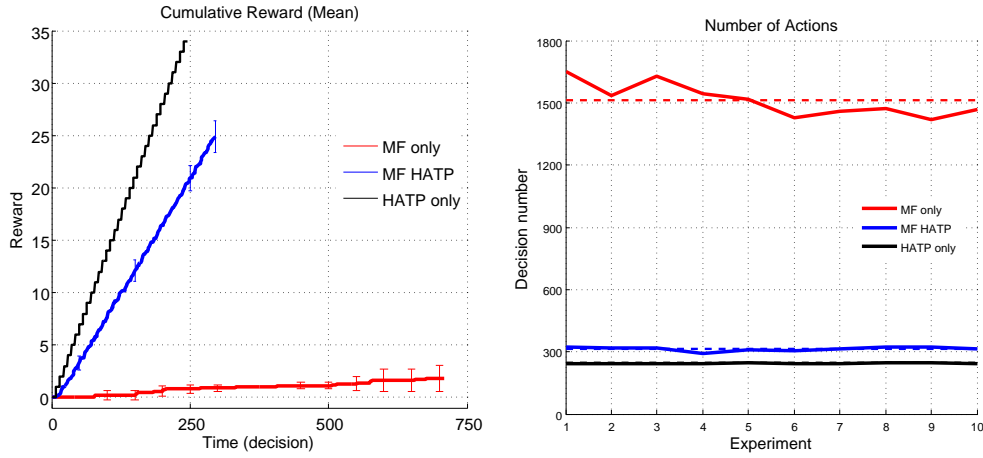 Cumulative Reward (Mean)
35
30
25
20
15
10
5
0
Reward
0
250
500
750
Time (decision)
MF only
MF HATP
HATP only
Number of Actions
1800
1500
1200
900
600
300
0
Decision number
1
2
3
4
5
6
7
8
9
10
Experiment
MF only
MF HATP
HATP only